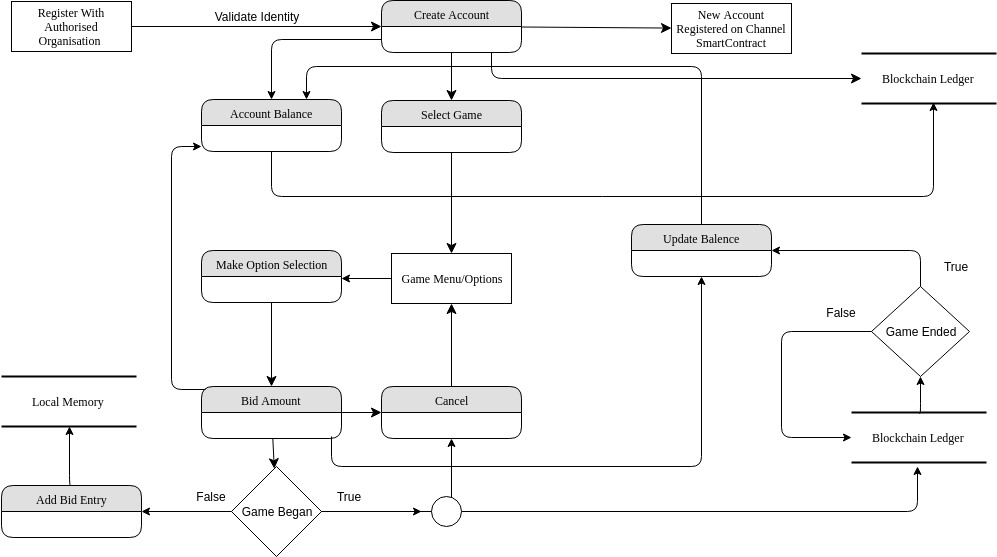 Register With
Authorised
Organisation
Validate Identity
Create Account
New Account
Registered on Channel
SmartContract
Blockchain Ledger
Account Balance
Select Game
Update Balence
Make Option Selection
Game Menu/Options
True
False
Game Ended
Local Memory
Bid Amount
Cancel
Blockchain Ledger
Add Bid Entry
False
Game Began
True